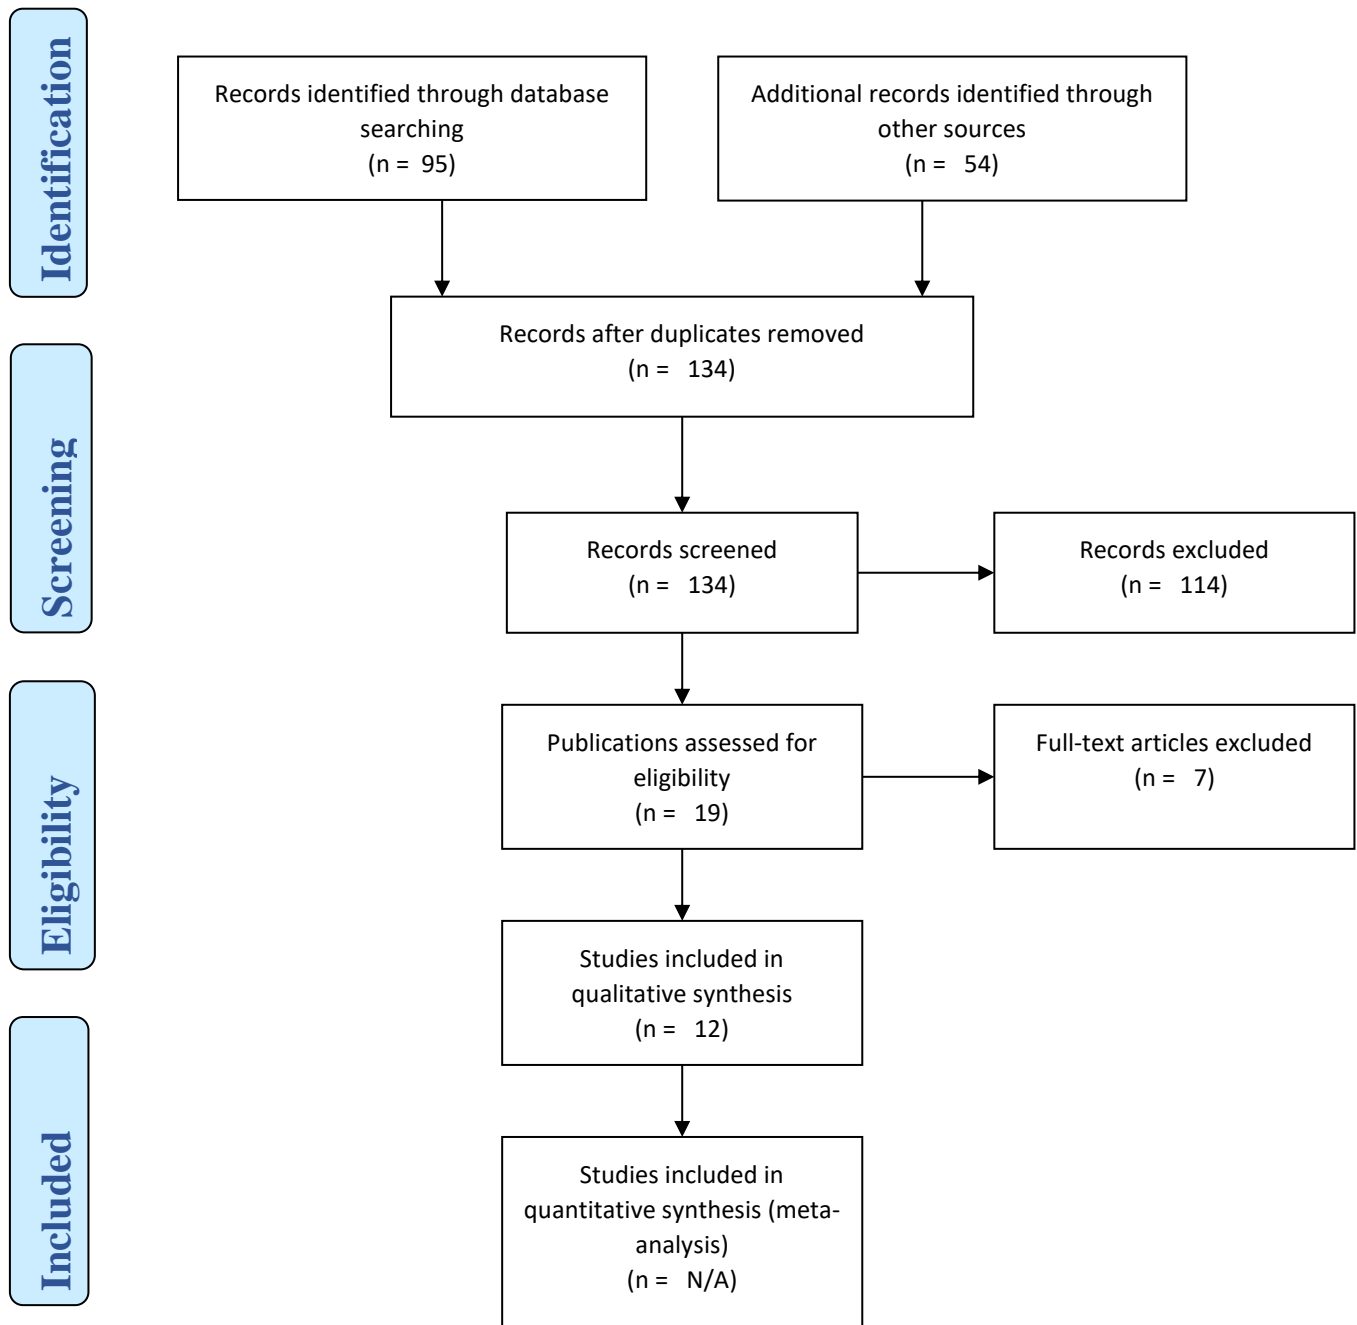 Identification
Records identified through database
searching
(n = 95)
Additional records identified through
other sources
(n = 54)
Records after duplicates removed
(n = 134)
Screening
Records screened
(n = 134)
Records excluded
(n = 114)
Eligibility
Publications assessed for
eligibility
(n = 19)
Full-text articles excluded
(n = 7)
Studies included in
qualitative synthesis
(n = 12)
Included
Studies included in
quantitative synthesis (meta-
analysis)
(n = N/A)